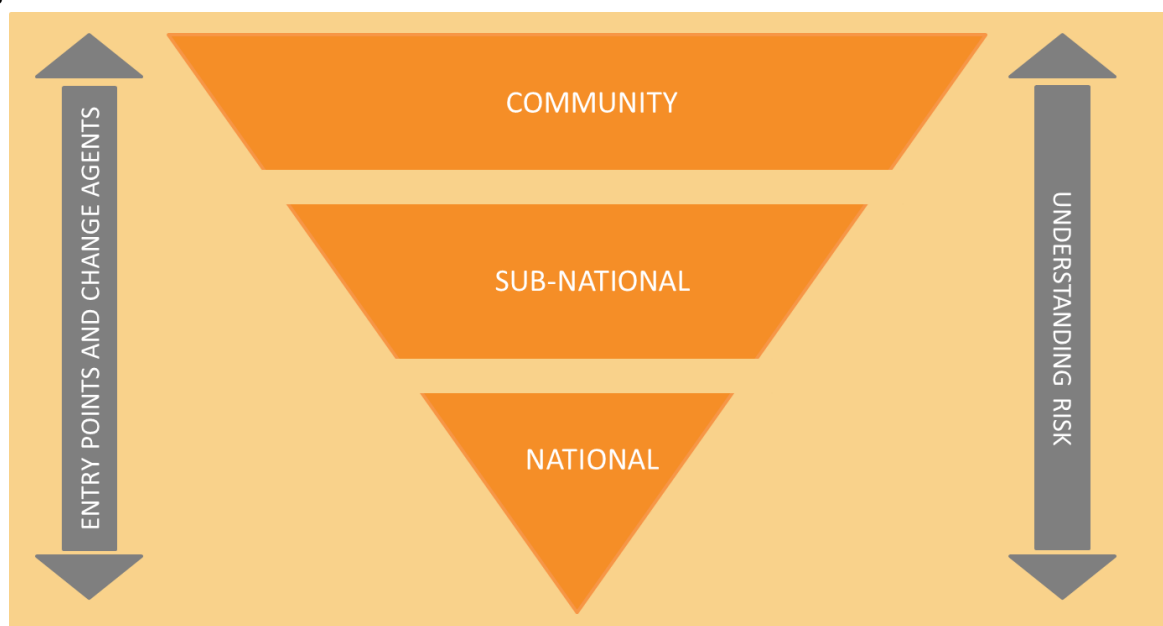 COMMUNITY
SUB-NATIONAL
NATIONAL
ENTRY POINTS AND CHANGE AGENTS
UNDERSTANDING RISK